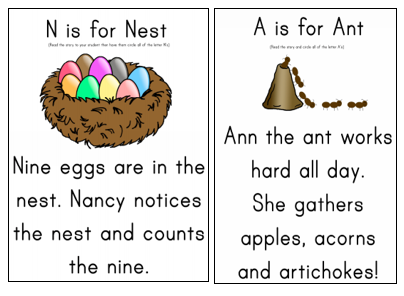 N is for Nest
(Read the story to your student then have them circle all of the letter N's)
Nine eggs are in the
nest. Nancy notices
the nest and counts
the nine.
A is for Ant
(Read the story and circle all of the letter A's)
Ann the ant works
hard all day.
She gathers
apples, acorns
and artichokes!